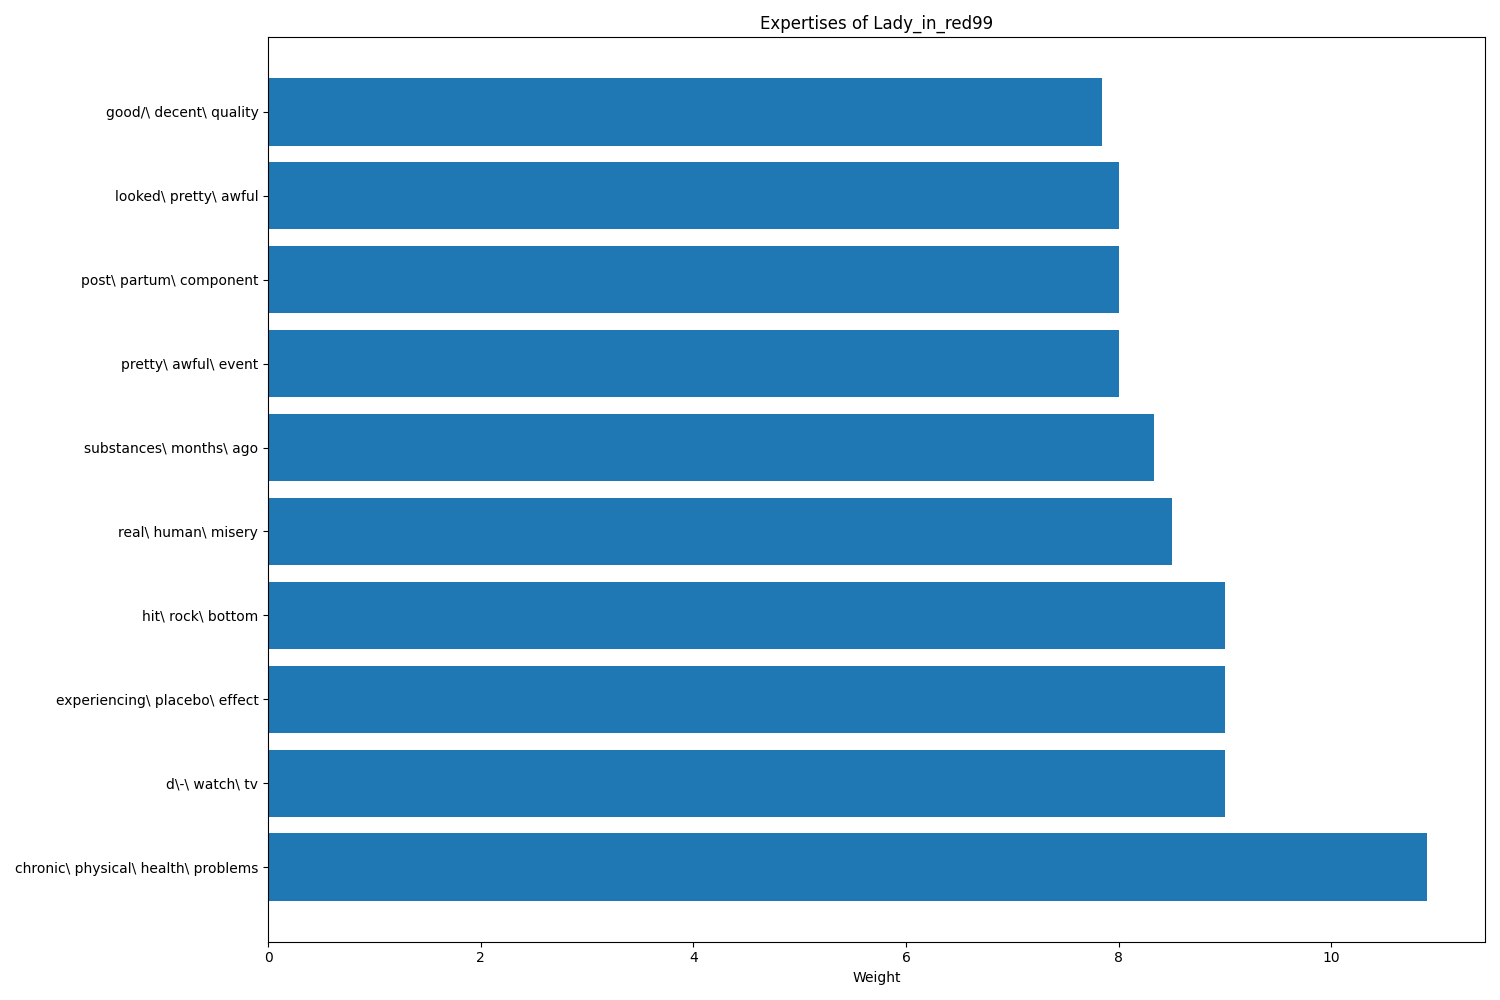 Expertises of Lady_in_red99
good/\ decent\ quality
looked\ pretty\ awful
post\ partum\ component
pretty\ awful\ event
substances\ months\ ago
real\ human\ misery
hit\ rock\ bottom
experiencing\ placebo\ effect
d\-\ watch\ tv
chronic\ physical\ health\ problems
0 2 4 6 8 10
Weight